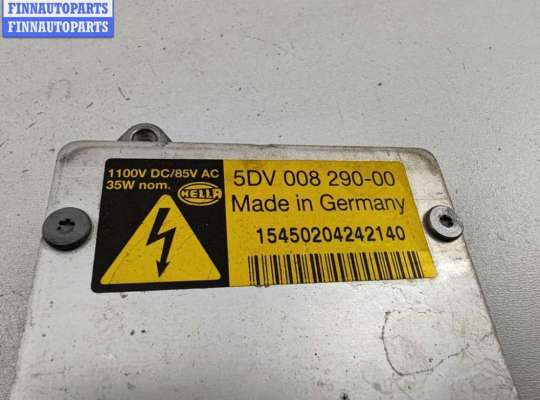 FINNAUTOPARTS
FINNAUTOPARTS
1100V DC/85V AC
35W nom.
HELLA
5DV 008 290-00
Made in Germany
15450204242140